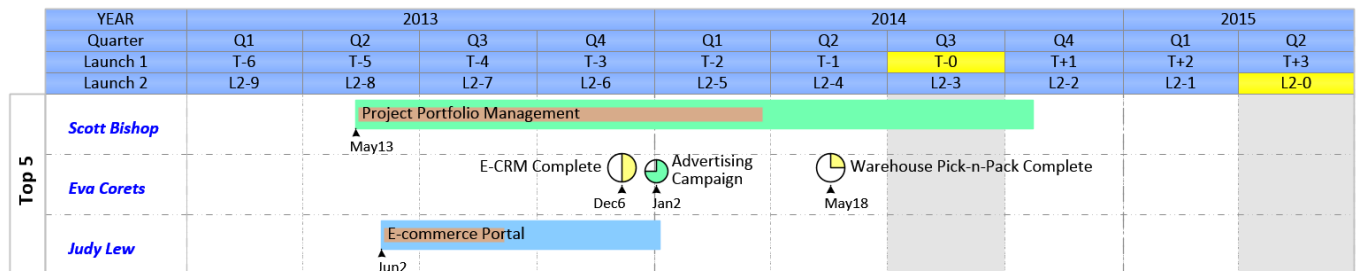 YEAR 2013 2014 2015
Quarter Q1 Q2 Q3 Q4 Q1 Q2 Q3 Q4 Q1 Q2
Launch 1 T-6 T-5 T-4 T-3 T-2 T-1 T-0 T+1 T+2 T+3
Launch 2 L2-9 L2-8 L2-7 L2-6 L2-5 L2-4 L2-3 L2-2 L2-1 L2-0
Top 5
Scott Bishop
Project Portfolio Management
May13
Eva Corets
E-CRM Complete
Dec6
Advertising
Campaign
Jan2
Warehouse Pick-n-Pack Complete
May18
Judy Lew
E-commerce Portal
Jun2